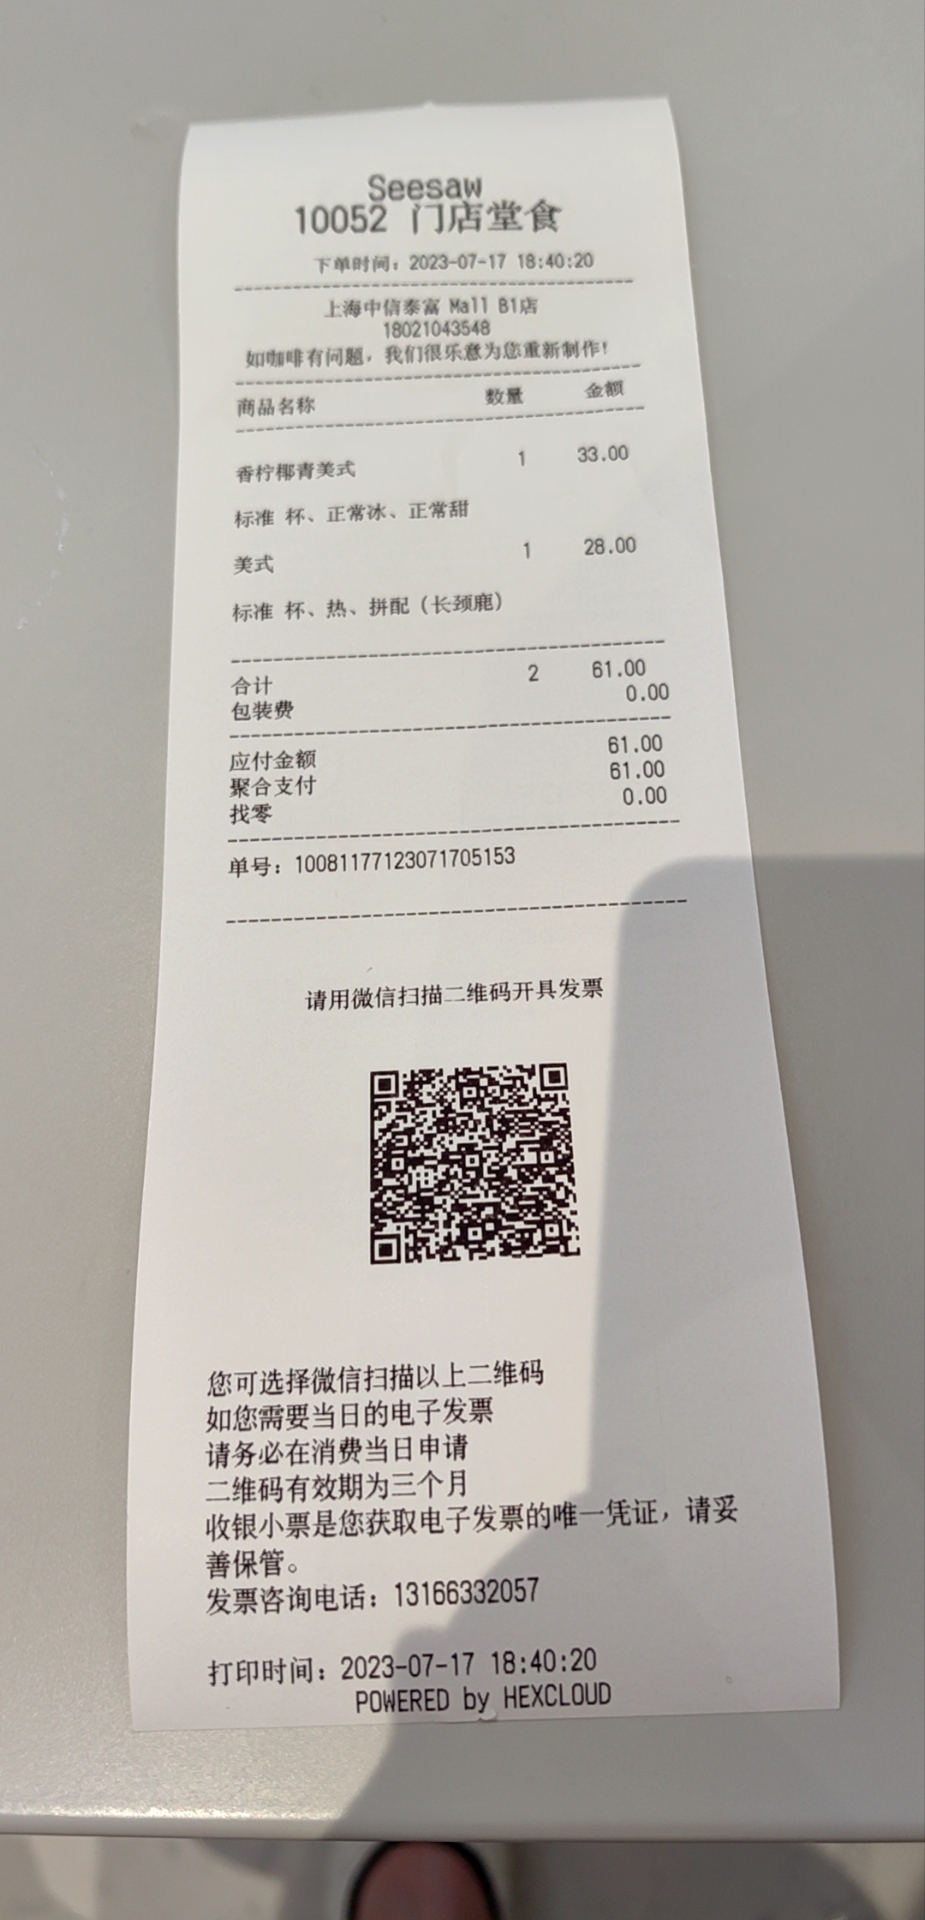 Seesaw
10052 门店堂食
下单时间：2023-07-17 18:40:20
上海中信泰富 Mall B1店
18021043548
如咖啡有问题，我们很乐意为您重新制作！
商品名称 数量 金额
香柠椰青美式 1 33.00
标准 杯、正常冰、正常甜
美式 1 28.00
标准 杯、热、拼配（长颈鹿）
合计 2 61.00
包装费 0.00
应付金额 61.00
聚合支付 61.00
找零 0.00
单号：10081177123071705153
请用微信扫描二维码开具发票
您可选择微信扫描以上二维码
如您需要当日的电子发票
请务必在消费当日申请
二维码有效期为三个月
收银小票是您获取电子发票的唯一凭证，请妥
善保管。
发票咨询电话：13166332057
打印时间：2023-07-17 18:40:20
POWERED by HEXCLOUD